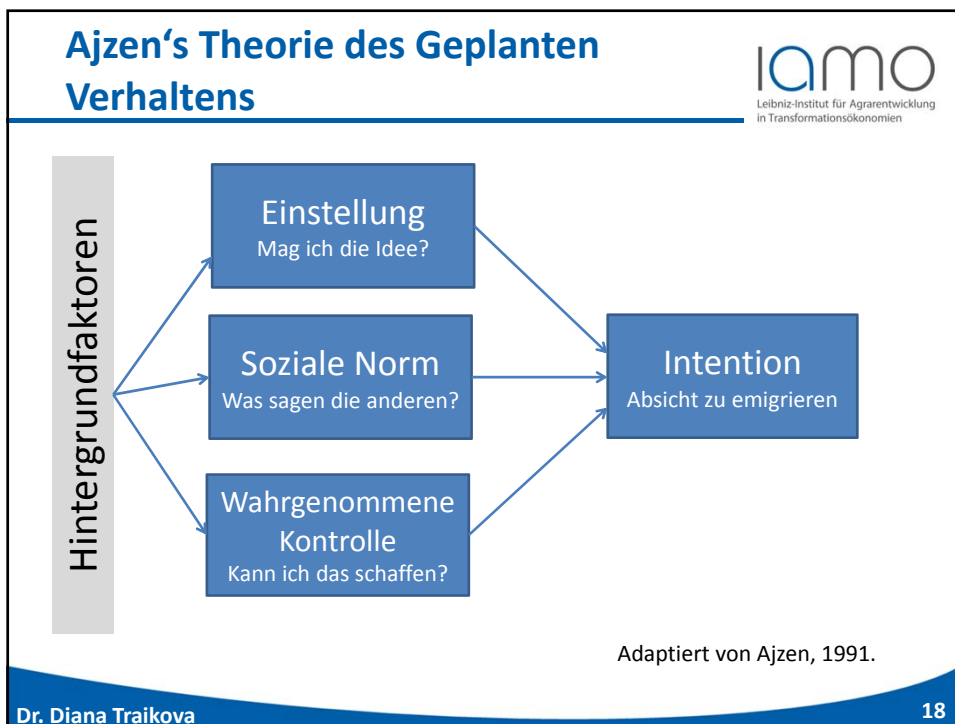 Ajzen‘s Theorie des Geplanten
Verhaltens
IAMO
Leibniz-Institut für Agrarentwicklung
in Transformationsökonomien
Hintergrundfaktoren
Einstellung
Mag ich die Idee?
Soziale Norm
Was sagen die anderen?
Wahrgenommene
Kontrolle
Kann ich das schaffen?
Intention
Absicht zu emigrieren
Adaptiert von Ajzen, 1991.
Dr. Diana Traikova
18